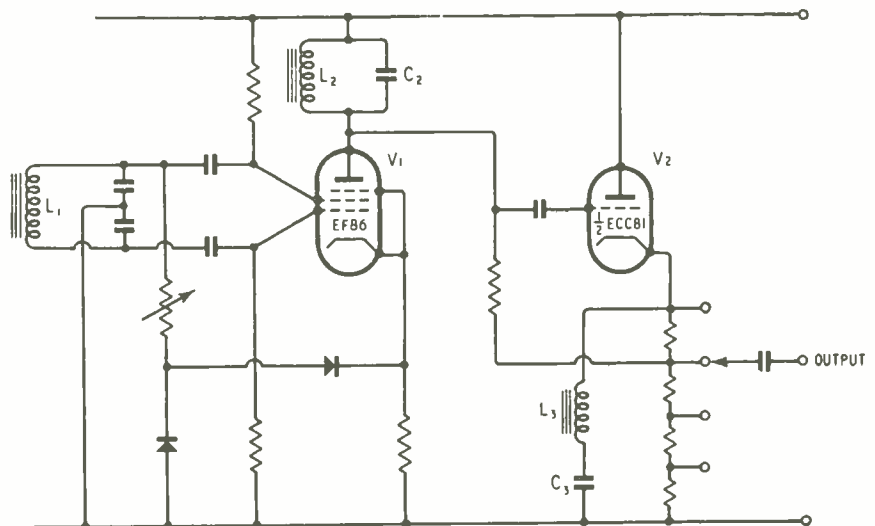 L₂
C₂
V₁
V₂
L₁
EF86
½ ECC81
OUTPUT
L₃
C₃